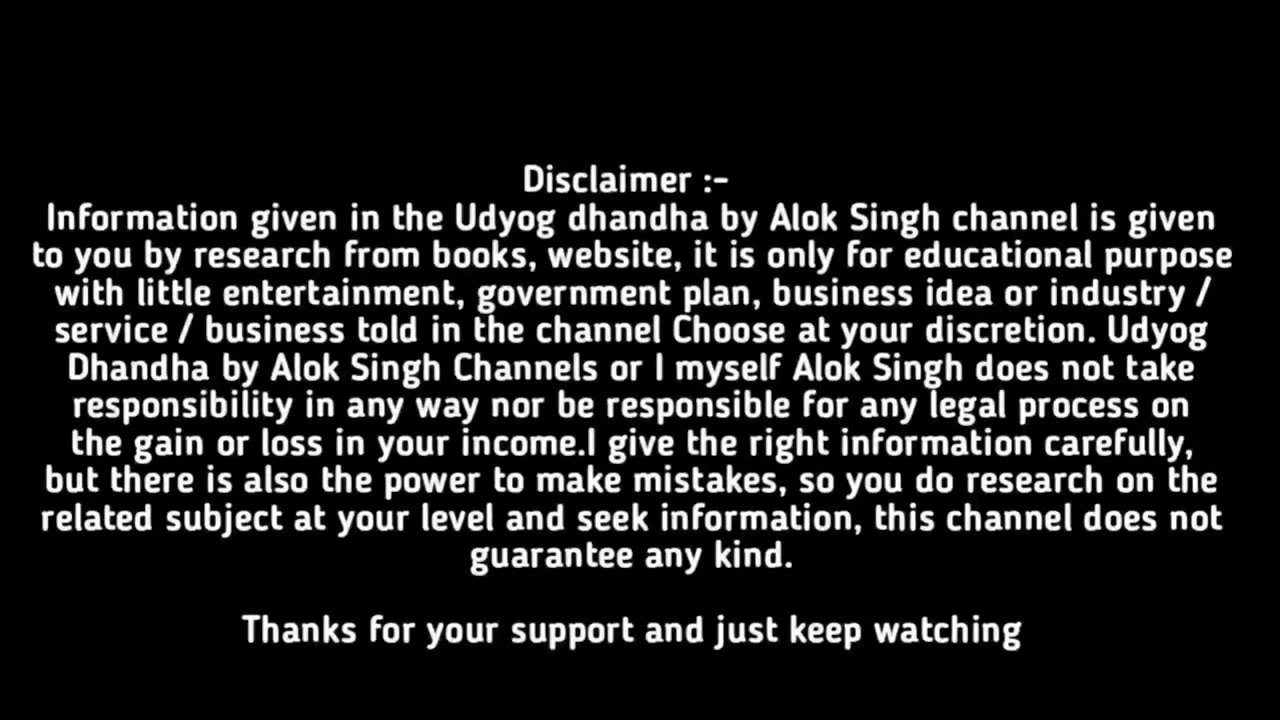 Disclaimer :-
Information given in the Udyog dhandha by Alok Singh channel is given
to you by research from books, website, it is only for educational purpose
with little entertainment, government plan, business idea or industry /
service / business told in the channel Choose at your discretion. Udyog
Dhandha by Alok Singh Channels or I myself Alok Singh does not take
responsibility in any way nor be responsible for any legal process on
the gain or loss in your income.I give the right information carefully,
but there is also the power to make mistakes, so you do research on the
related subject at your level and seek information, this channel does not
guarantee any kind.
Thanks for your support and just keep watching